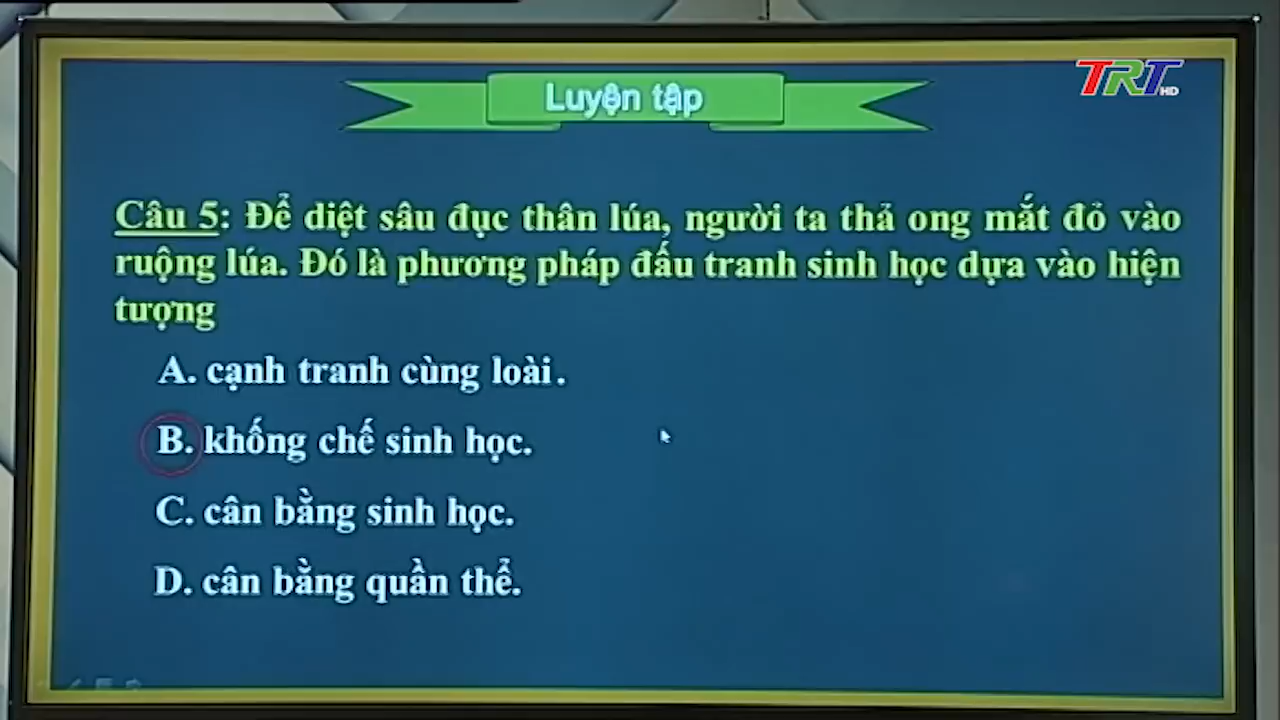 TRT HD
Luyện tập
Câu 5: Để diệt sâu đục thân lúa, người ta thả ong mắt đỏ vào
ruộng lúa. Đó là phương pháp đấu tranh sinh học dựa vào hiện
tượng
A. cạnh tranh cùng loài.
B. khống chế sinh học.
C. cân bằng sinh học.
D. cân bằng quần thể.